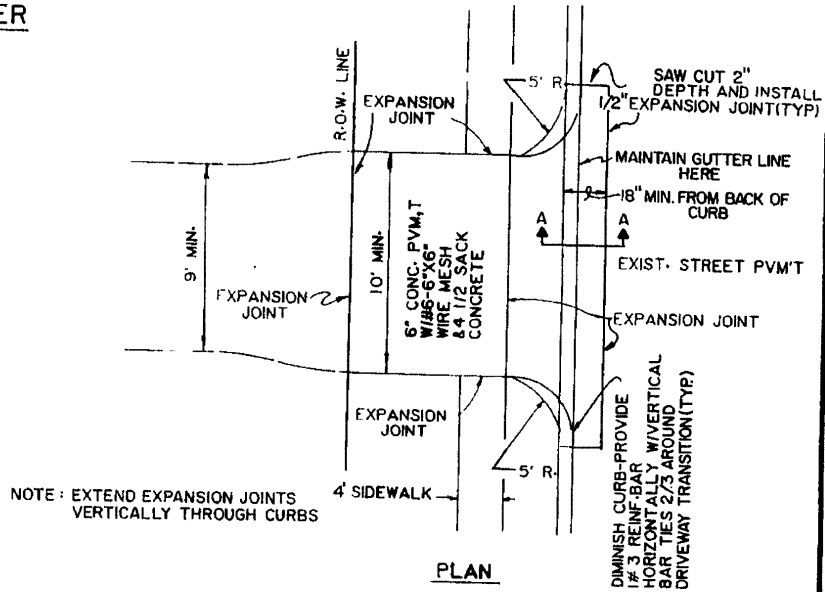 ER
R.O.W. LINE
EXPANSION
JOINT
5' R
SAW CUT 2"
DEPTH AND INSTALL
1/2" EXPANSION JOINT(TYP)
MAINTAIN GUTTER LINE
HERE
18" MIN. FROM BACK OF
CURB
A
A
EXIST. STREET PVM'T
9' MIN.
10' MIN.
6" CONC. PVM,T
W/#6-6"X6"
WIRE MESH
&4 1/2 SACK
CONCRETE
EXPANSION
JOINT
EXPANSION JOINT
EXPANSION
JOINT
5' R.
DIMINISH CURB-PROVIDE
1# 3 REINF.BAR
HORIZONTALLY W/VERTICAL
BAR TIES 2/3 AROUND
DRIVEWAY TRANSITION(TYP.)
NOTE : EXTEND EXPANSION JOINTS
VERTICALLY THROUGH CURBS
4' SIDEWALK
PLAN